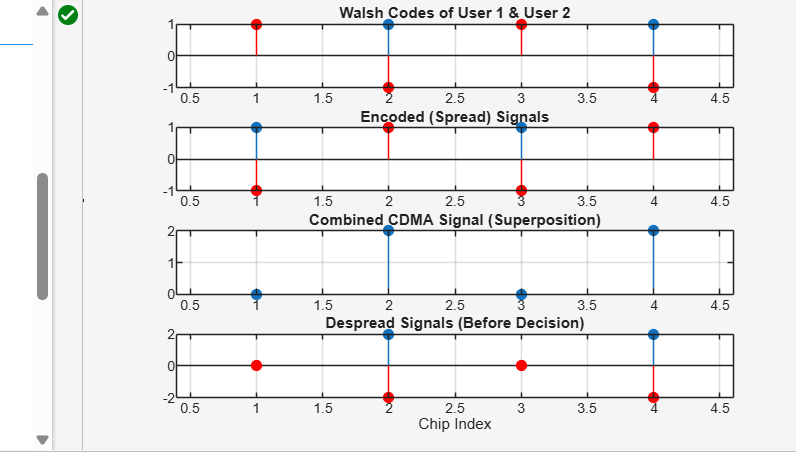 Walsh Codes of User 1 & User 2
1
0
-1
0.5 1 1.5 2 2.5 3 3.5 4 4.5
Encoded (Spread) Signals
1
0
-1
0.5 1 1.5 2 2.5 3 3.5 4 4.5
Combined CDMA Signal (Superposition)
2
1
0
0.5 1 1.5 2 2.5 3 3.5 4 4.5
Despread Signals (Before Decision)
2
0
-2
0.5 1 1.5 2 2.5 3 3.5 4 4.5
Chip Index